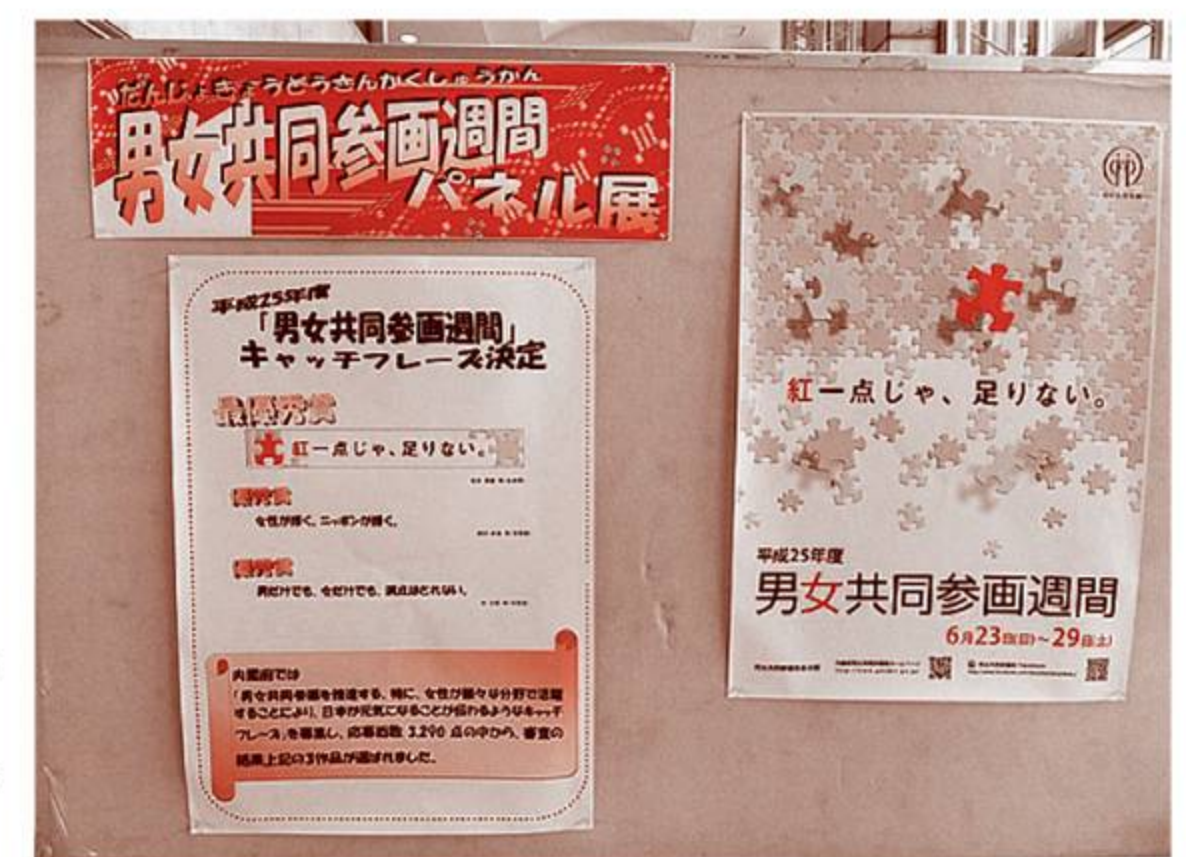 だんじょきょうどうさんかくしゅうかん
男女共同参画週間
パネル展
平成25年度
「男女共同参画週間」
キャッチフレーズ決定
最優秀賞
紅一点じゃ、足りない。
優秀賞
女性が輝く、ニッポンが輝く。
優秀賞
男だけでも、女だけでも、満点はとれない。
内閣府では
「男女共同参画を推進する、特に、女性が様々な分野で活躍
することにより、日本が元気になることが伝わるようなキャッチ
フレーズ」を募集し、応募総数 3,290 点の中から、審査の
結果上記の3作品が選ばれました。
紅一点じゃ、足りない。
平成25年度
男女共同参画週間
6月23日(日)~29日(土)